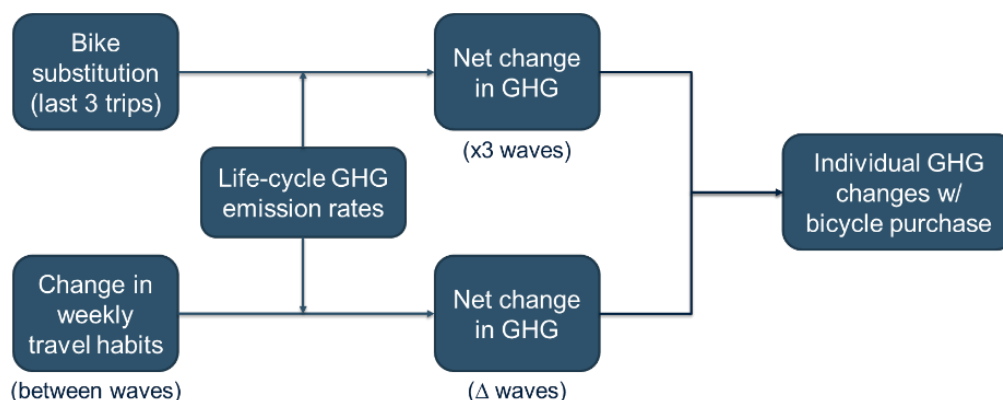 Bike
substitution
(last 3 trips)
Net change
in GHG
(x3 waves)
Life-cycle GHG
emission rates
Individual GHG
changes w/
bicycle purchase
Change in
weekly
travel habits
(between waves)
Net change
in GHG
(Δ waves)